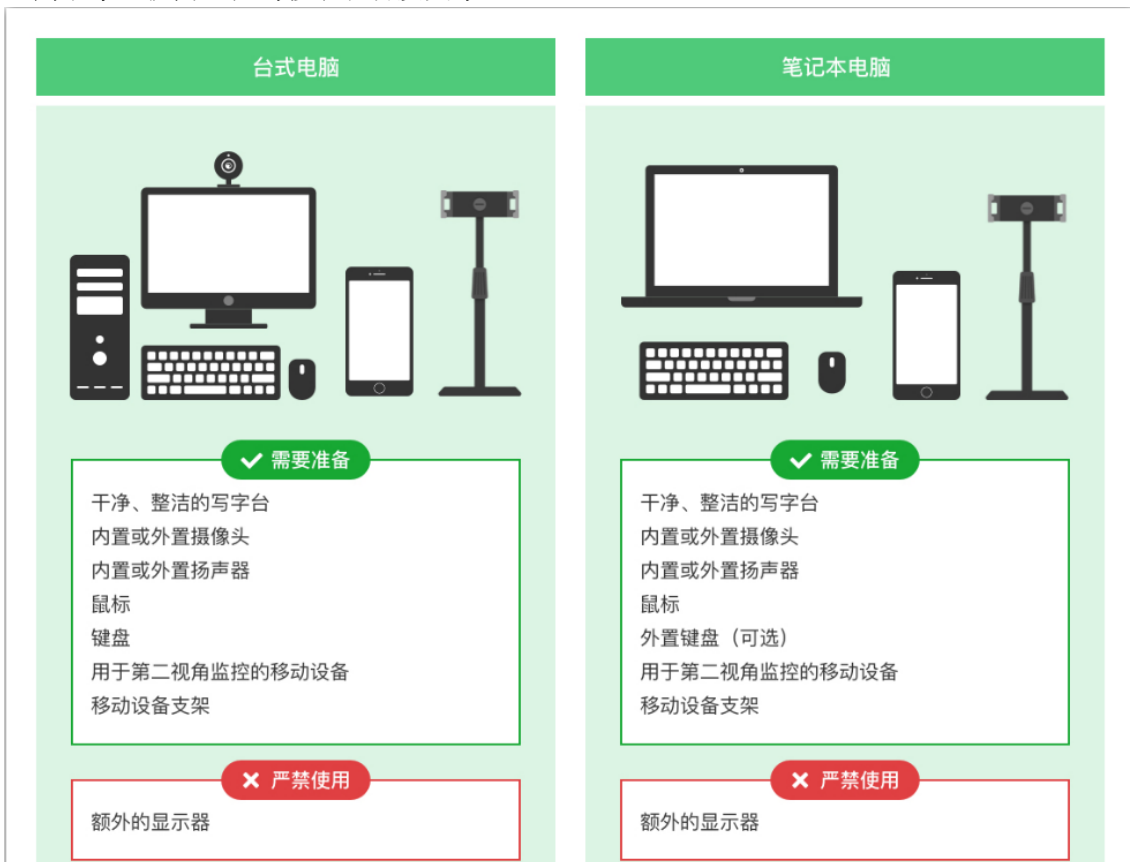 台式电脑
需要准备
干净、整洁的写字台
内置或外置摄像头
内置或外置扬声器
鼠标
键盘
用于第二视角监控的移动设备
移动设备支架
严禁使用
额外的显示器
笔记本电脑
需要准备
干净、整洁的写字台
内置或外置摄像头
内置或外置扬声器
鼠标
外置键盘（可选）
用于第二视角监控的移动设备
移动设备支架
严禁使用
额外的显示器